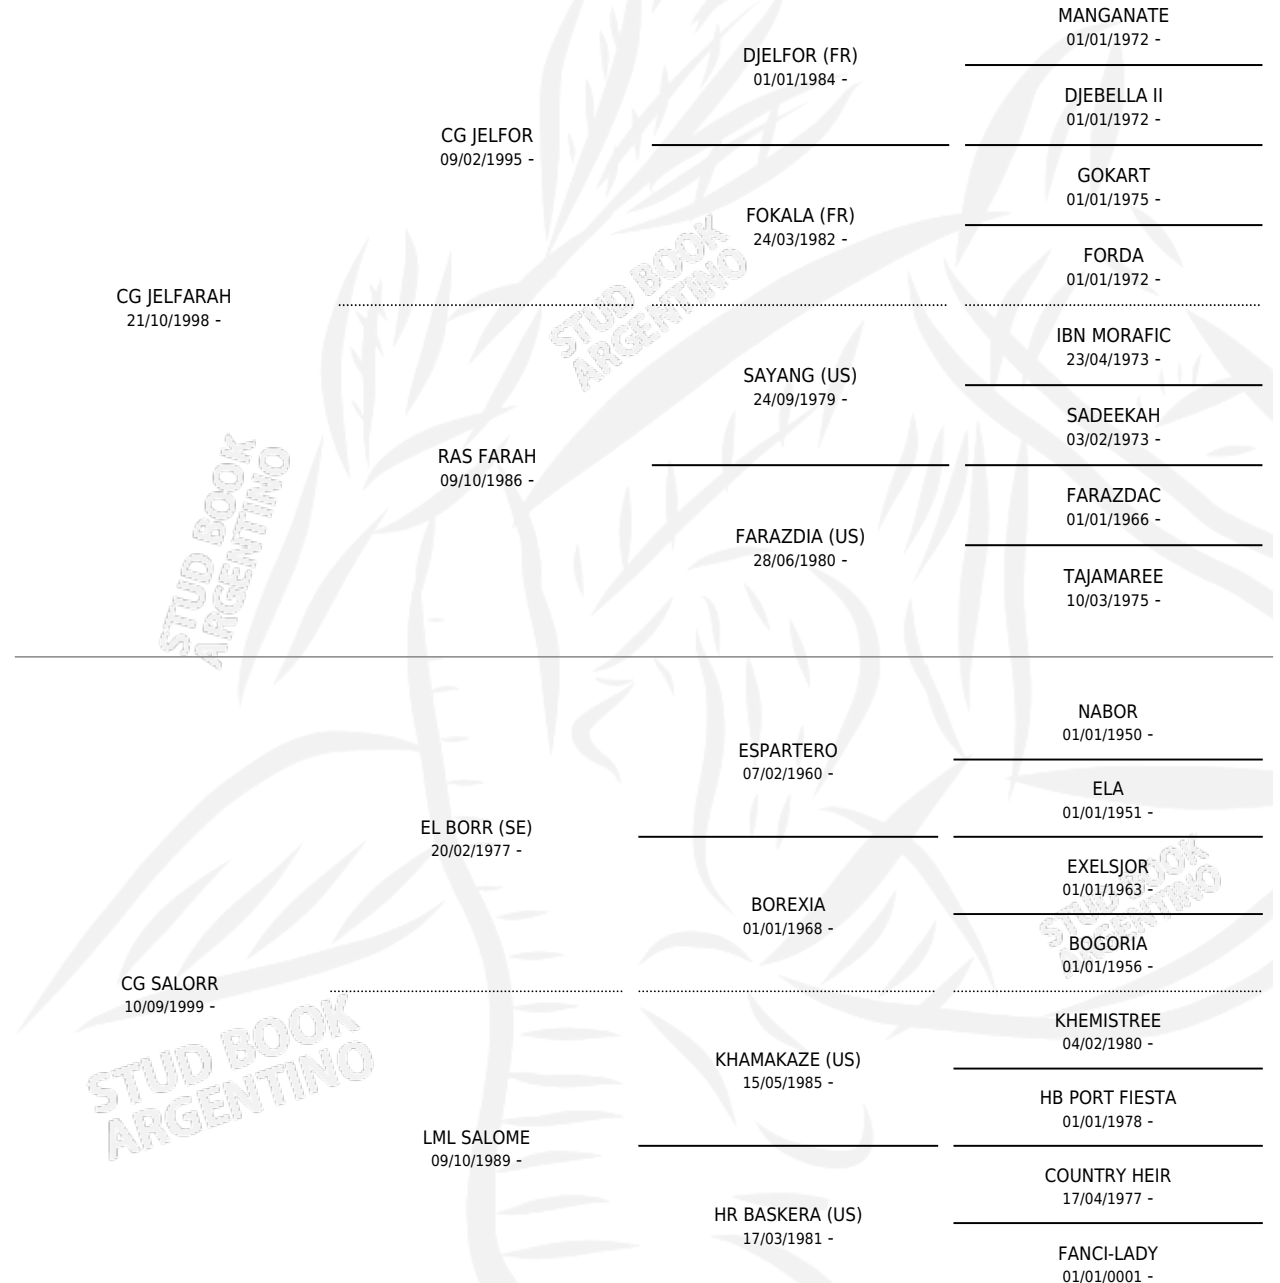 MANGANATE
01/01/1972 -
DJELFOR (FR)
01/01/1984 -
DJEBELLA II
01/01/1972 -
CG JELFOR
09/02/1995 -
GOKART
01/01/1975 -
FOKALA (FR)
24/03/1982 -
FORDA
01/01/1972 -
CG JELFARAH
21/10/1998 -
STUD BOOK
ARGENTINO
IBN MORAFIC
23/04/1973 -
SAYANG (US)
24/09/1979 -
SADEEKAH
03/02/1973 -
RAS FARAH
09/10/1986 -
FARAZDAC
01/01/1966 -
FARAZDIA (US)
28/06/1980 -
TAJAMAREE
10/03/1975 -
STUD BOOK
ARGENTINO
NABOR
01/01/1950 -
ESPARTERO
07/02/1960 -
ELA
01/01/1951 -
EL BORR (SE)
20/02/1977 -
EXELSJOR
01/01/1963 -
BOREXIA
01/01/1968 -
BOGORIA
01/01/1956 -
STUD BOOK
ARGENTINO
CG SALORR
10/09/1999 -
KHEMISTREE
04/02/1980 -
KHAMAKAZE (US)
15/05/1985 -
HB PORT FIESTA
01/01/1978 -
STUD BOOK
ARGENTINO
LML SALOME
09/10/1989 -
COUNTRY HEIR
17/04/1977 -
HR BASKERA (US)
17/03/1981 -
FANCI-LADY
01/01/0001 -